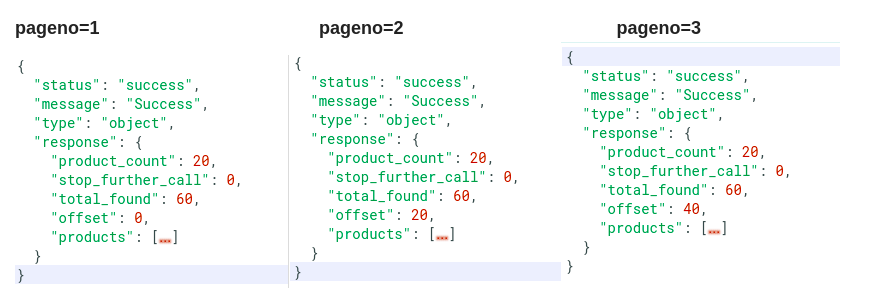 pageno=1
{
"status": "success",
"message": "Success",
"type": "object",
"response": {
"product_count": 20,
"stop_further_call": 0,
"total_found": 60,
"offset": 0,
"products": […]
}
}
pageno=2
{
"status": "success",
"message": "Success",
"type": "object",
"response": {
"product_count": 20,
"stop_further_call": 0,
"total_found": 60,
"offset": 20,
"products": […]
}
}
pageno=3
{
"status": "success",
"message": "Success",
"type": "object",
"response": {
"product_count": 20,
"stop_further_call": 0,
"total_found": 60,
"offset": 40,
"products": […]
}
}